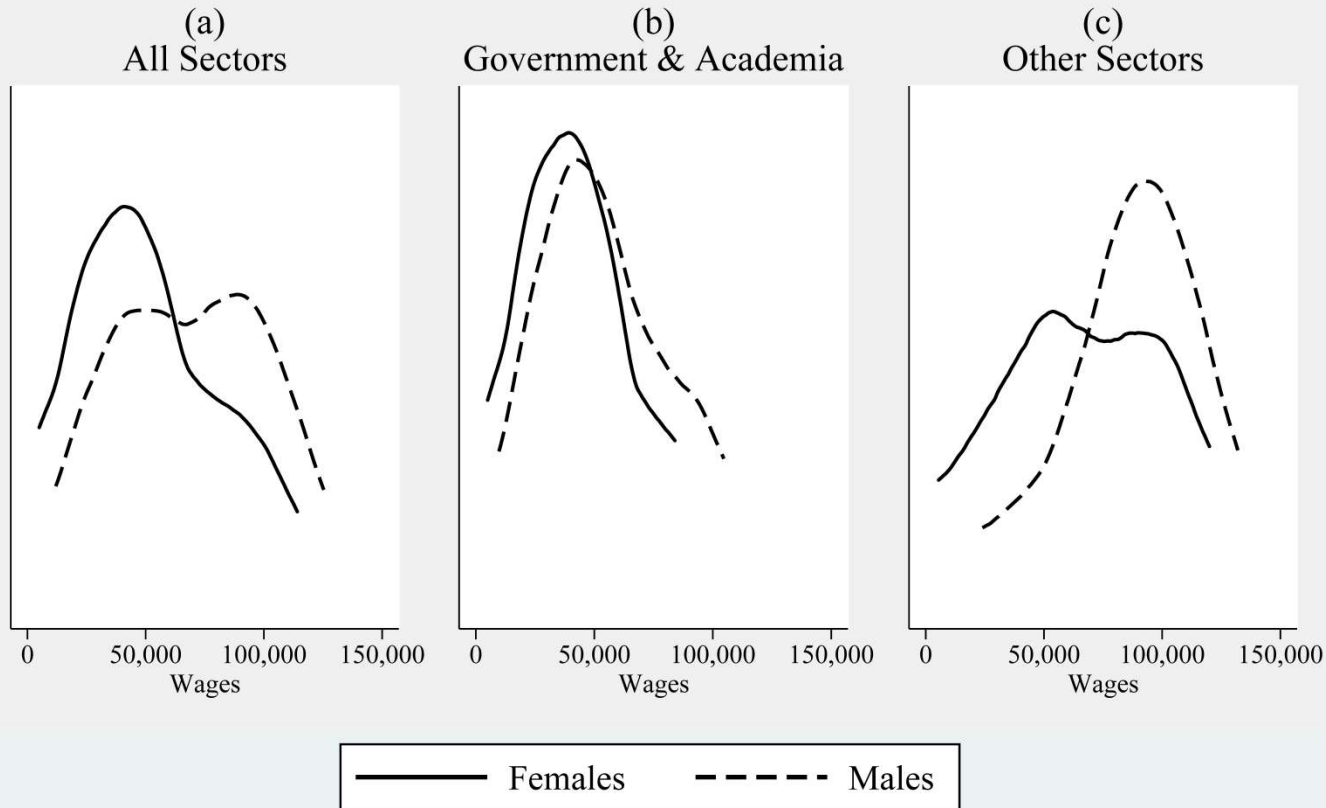 (a)
All Sectors
(b)
Government & Academia
(c)
Other Sectors
0 50,000 100,000 150,000
Wages
0 50,000 100,000 150,000
Wages
0 50,000 100,000 150,000
Wages
Females Males